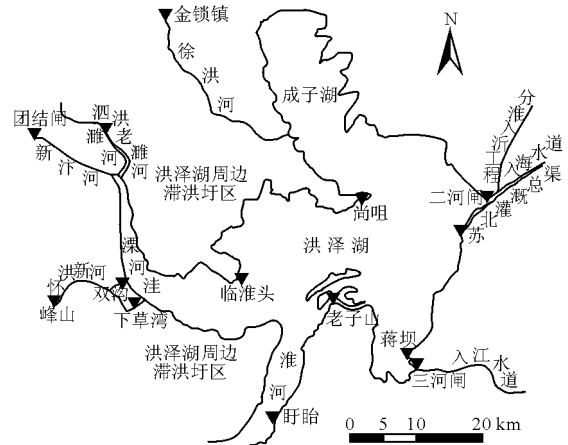 金锁镇
N
徐洪河
成子湖
分淮入沂工程
团结闸
泗洪
濉河
老濉河
新汴河
洪泽湖周边
滞洪圩区
入海水道
二河闸
苏北灌溉总渠
尚咀
洪泽湖
溧河洼
怀洪新河
双沟
临淮头
峰山
下草湾
老子山
洪泽湖周边
滞洪圩区
淮河
蒋坝
三河闸
入江水道
盱眙
0 5 10 20 km